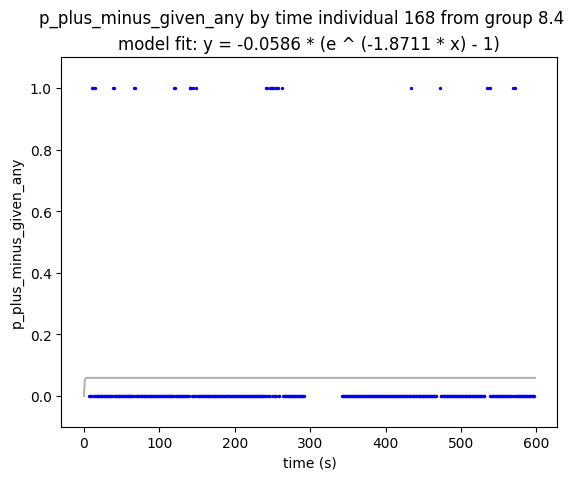 p_plus_minus_given_any by time individual 168 from group 8.4
model fit: y = -0.0586 * (e ^ (-1.8711 * x) - 1)
1.0
0.8
0.6
0.4
0.2
0.0
p_plus_minus_given_any
0 100 200 300 400 500 600
time (s)